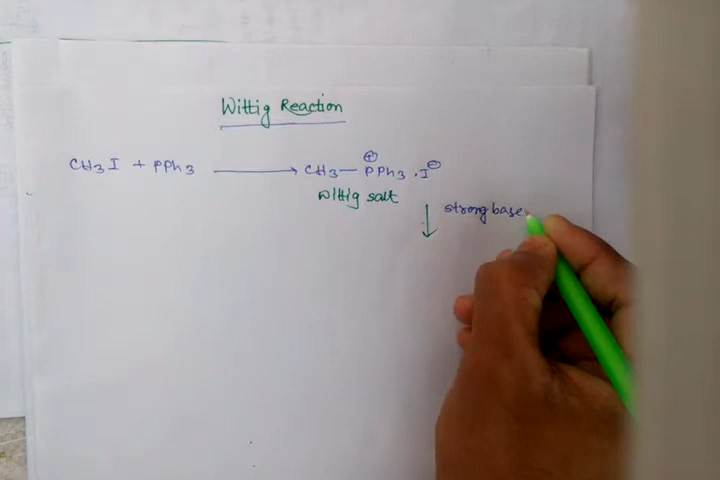 Wittig Reaction
CH3I + PPh3 ⟶ CH3—P⊕Ph3 . I⊖
Wittig salt
↓ strong base